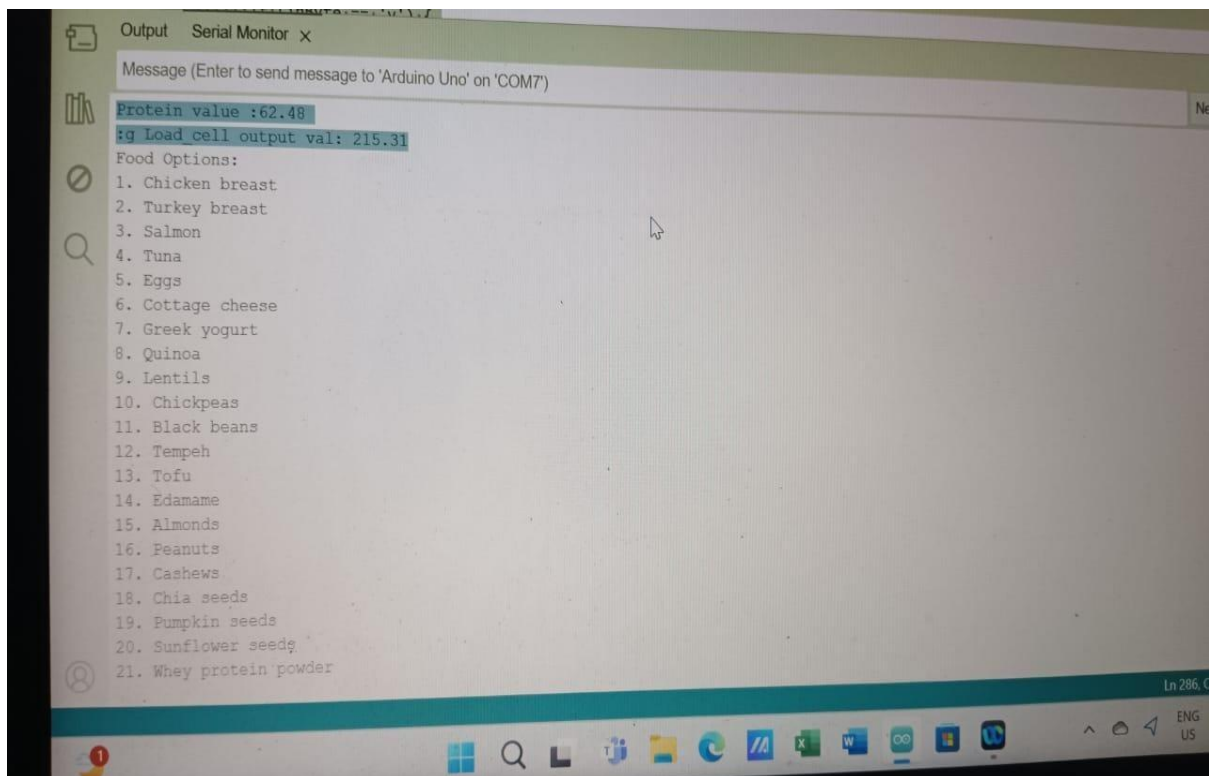 Output Serial Monitor
Message (Enter to send message to 'Arduino Uno' on 'COM7')
Protein value :62.48
:g Load_cell output val: 215.31
Food Options:
1. Chicken breast
2. Turkey breast
3. Salmon
4. Tuna
5. Eggs
6. Cottage cheese
7. Greek yogurt
8. Quinoa
9. Lentils
10. Chickpeas
11. Black beans
12. Tempeh
13. Tofu
14. Edamame
15. Almonds
16. Peanuts
17. Cashews
18. Chia seeds
19. Pumpkin seeds
20. Sunflower seeds
21. Whey protein powder
Ln 286,
ENG
US
1